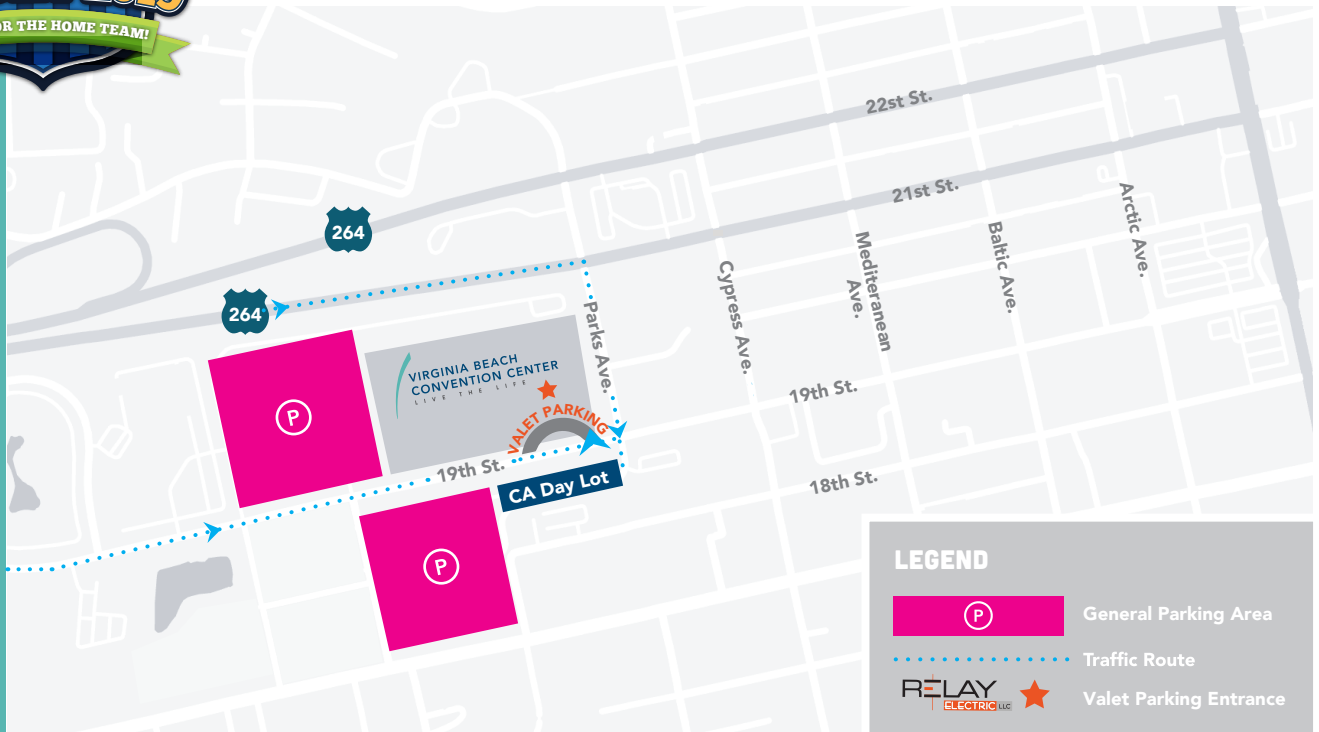 OR THE HOME TEAM!
22st St.
21st St.
264
264
Arctic Ave.
Baltic Ave.
Mediteranean
Ave.
Cypress Ave.
Parks Ave.
VIRGINIA BEACH
CONVENTION CENTER
LIVE THE LIFE
P
VALET PARKING
19th St.
19th St.
18th St.
CA Day Lot
P
LEGEND
P
General Parking Area
Traffic Route
RELAY
ELECTRIC LLC
Valet Parking Entrance